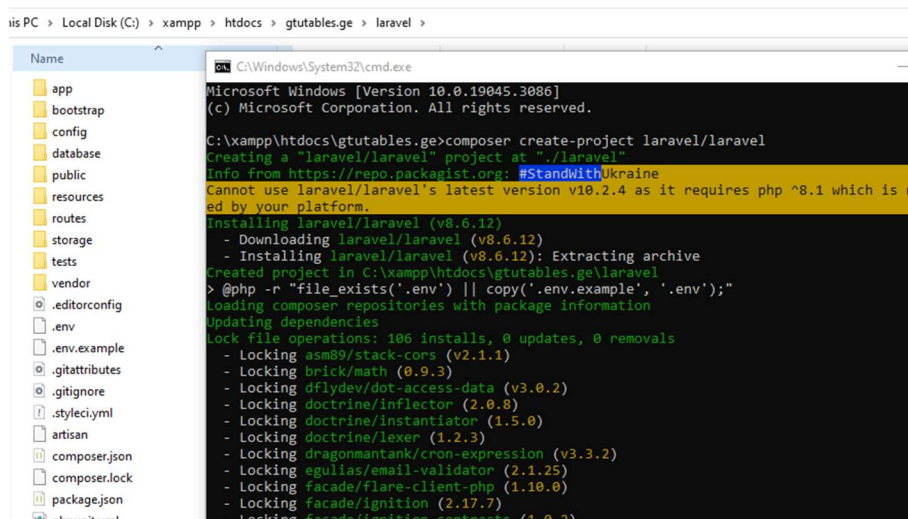 his PC > Local Disk (C:) > xampp > htdocs > gtutables.ge > laravel >
Name
app
bootstrap
config
database
public
resources
routes
storage
tests
vendor
.editorconfig
.env
.env.example
.gitattributes
.gitignore
.styleci.yml
artisan
composer.json
composer.lock
package.json
C:\Windows\System32\cmd.exe
Microsoft Windows [Version 10.0.19045.3086]
(c) Microsoft Corporation. All rights reserved.
C:\xampp\htdocs\gtutables.ge>composer create-project laravel/laravel
Creating a "laravel/laravel" project at "./laravel"
Info from https://repo.packagist.org: #StandWithUkraine
Cannot use laravel/laravel's latest version v10.2.4 as it requires php ^8.1 which is
ed by your platform.
Installing laravel/laravel (v8.6.12)
- Downloading laravel/laravel (v8.6.12)
- Installing laravel/laravel (v8.6.12): Extracting archive
Created project in C:\xampp\htdocs\gtutables.ge\laravel
> @php -r "file_exists('.env') || copy('.env.example', '.env');"
Loading composer repositories with package information
Updating dependencies
Lock file operations: 106 installs, 0 updates, 0 removals
- Locking asm89/stack-cors (v2.1.1)
- Locking brick/math (0.9.3)
- Locking dflydev/dot-access-data (v3.0.2)
- Locking doctrine/inflector (2.0.8)
- Locking doctrine/instantiator (1.5.0)
- Locking doctrine/lexer (1.2.3)
- Locking dragonmantank/cron-expression (v3.3.2)
- Locking egulias/email-validator (2.1.25)
- Locking facade/flare-client-php (1.10.0)
- Locking facade/ignition (2.17.7)